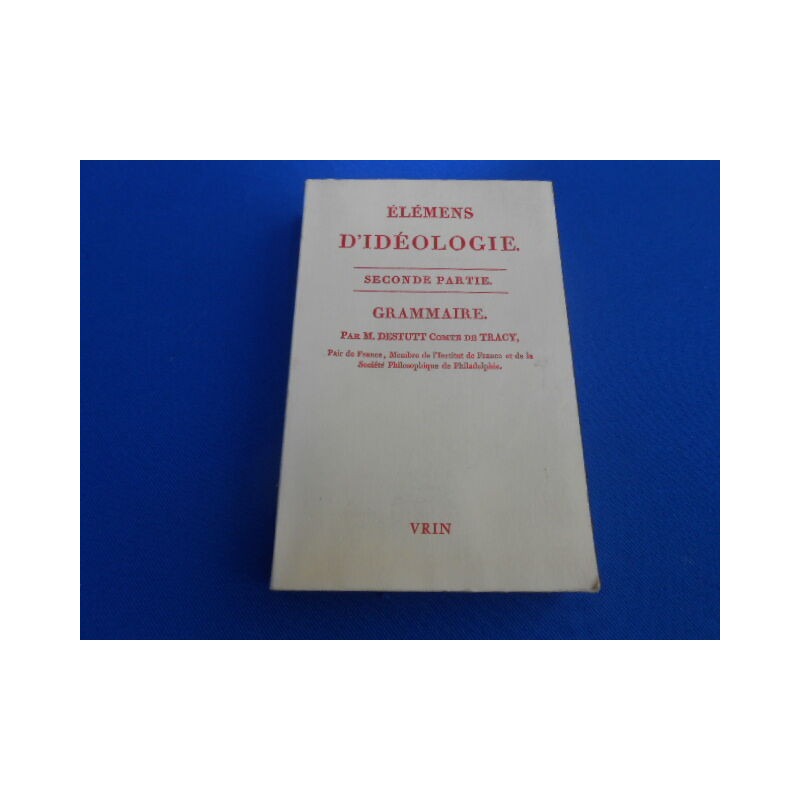 ÉLÉMENS
D'IDÉOLOGIE.
SECONDE PARTIE.
GRAMMAIRE.
PAR M. DESTUTT COMTE DE TRACY,
Pair de France, Membre de l'Institut de France et de la
Société Philosophique de Philadelphie.
VRIN